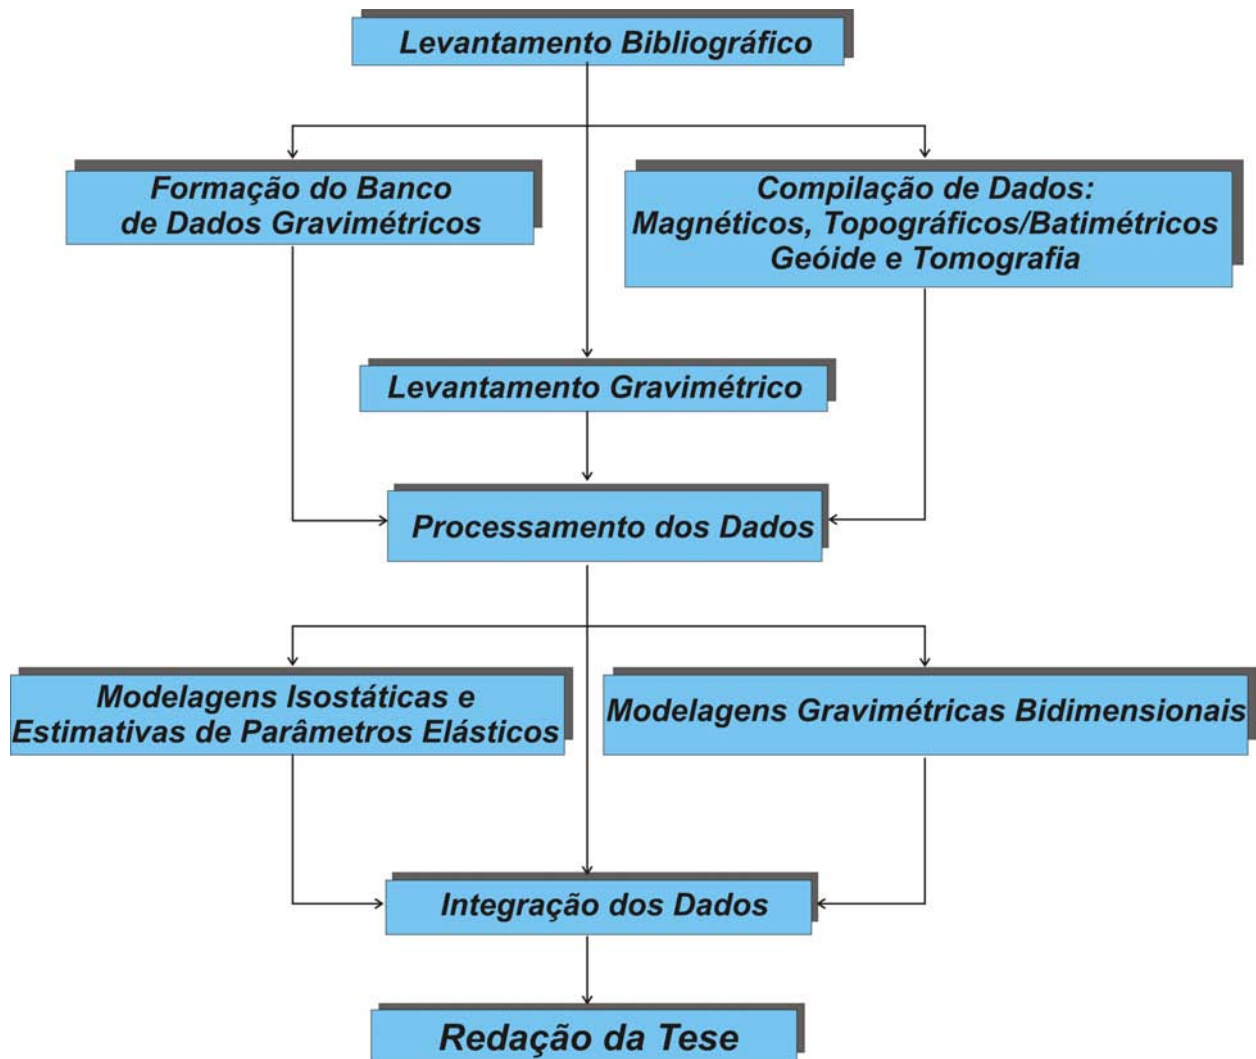 Levantamento Bibliográfico
Formação do Banco
de Dados Gravimétricos
Compilação de Dados:
Magnéticos, Topográficos/Batimétricos
Geóide e Tomografia
Levantamento Gravimétrico
Processamento dos Dados
Modelagens Isostáticas e
Estimativas de Parâmetros Elásticos
Modelagens Gravimétricas Bidimensionais
Integração dos Dados
Redação da Tese